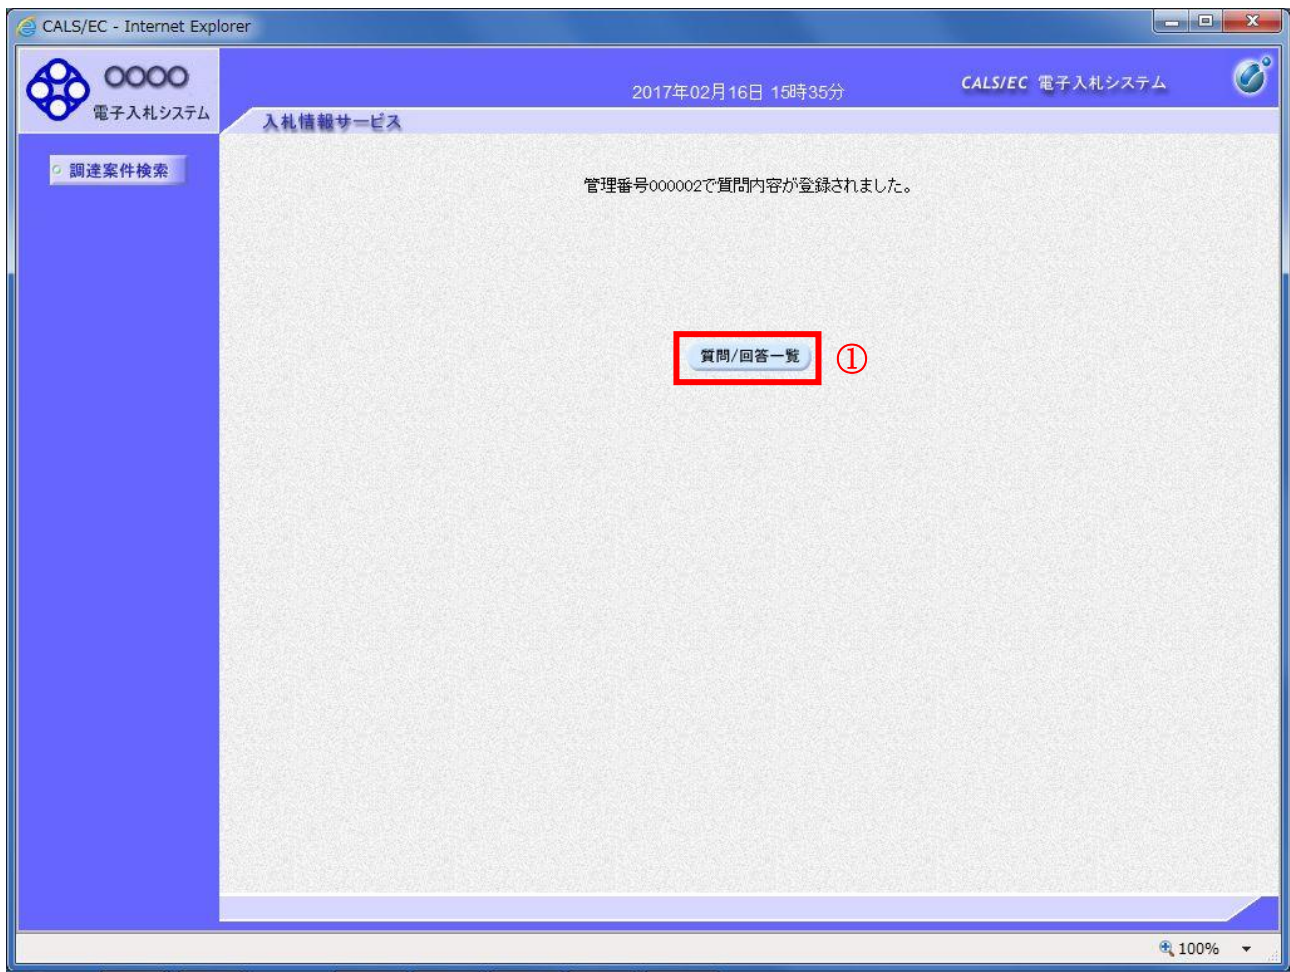 CALS/EC - Internet Explorer
〇〇〇〇
電子入札システム
2017年02月16日 15時35分
CALS/EC 電子入札システム
入札情報サービス
調達案件検索
管理番号000002で質問内容が登録されました。
質問/回答一覧
①
100%